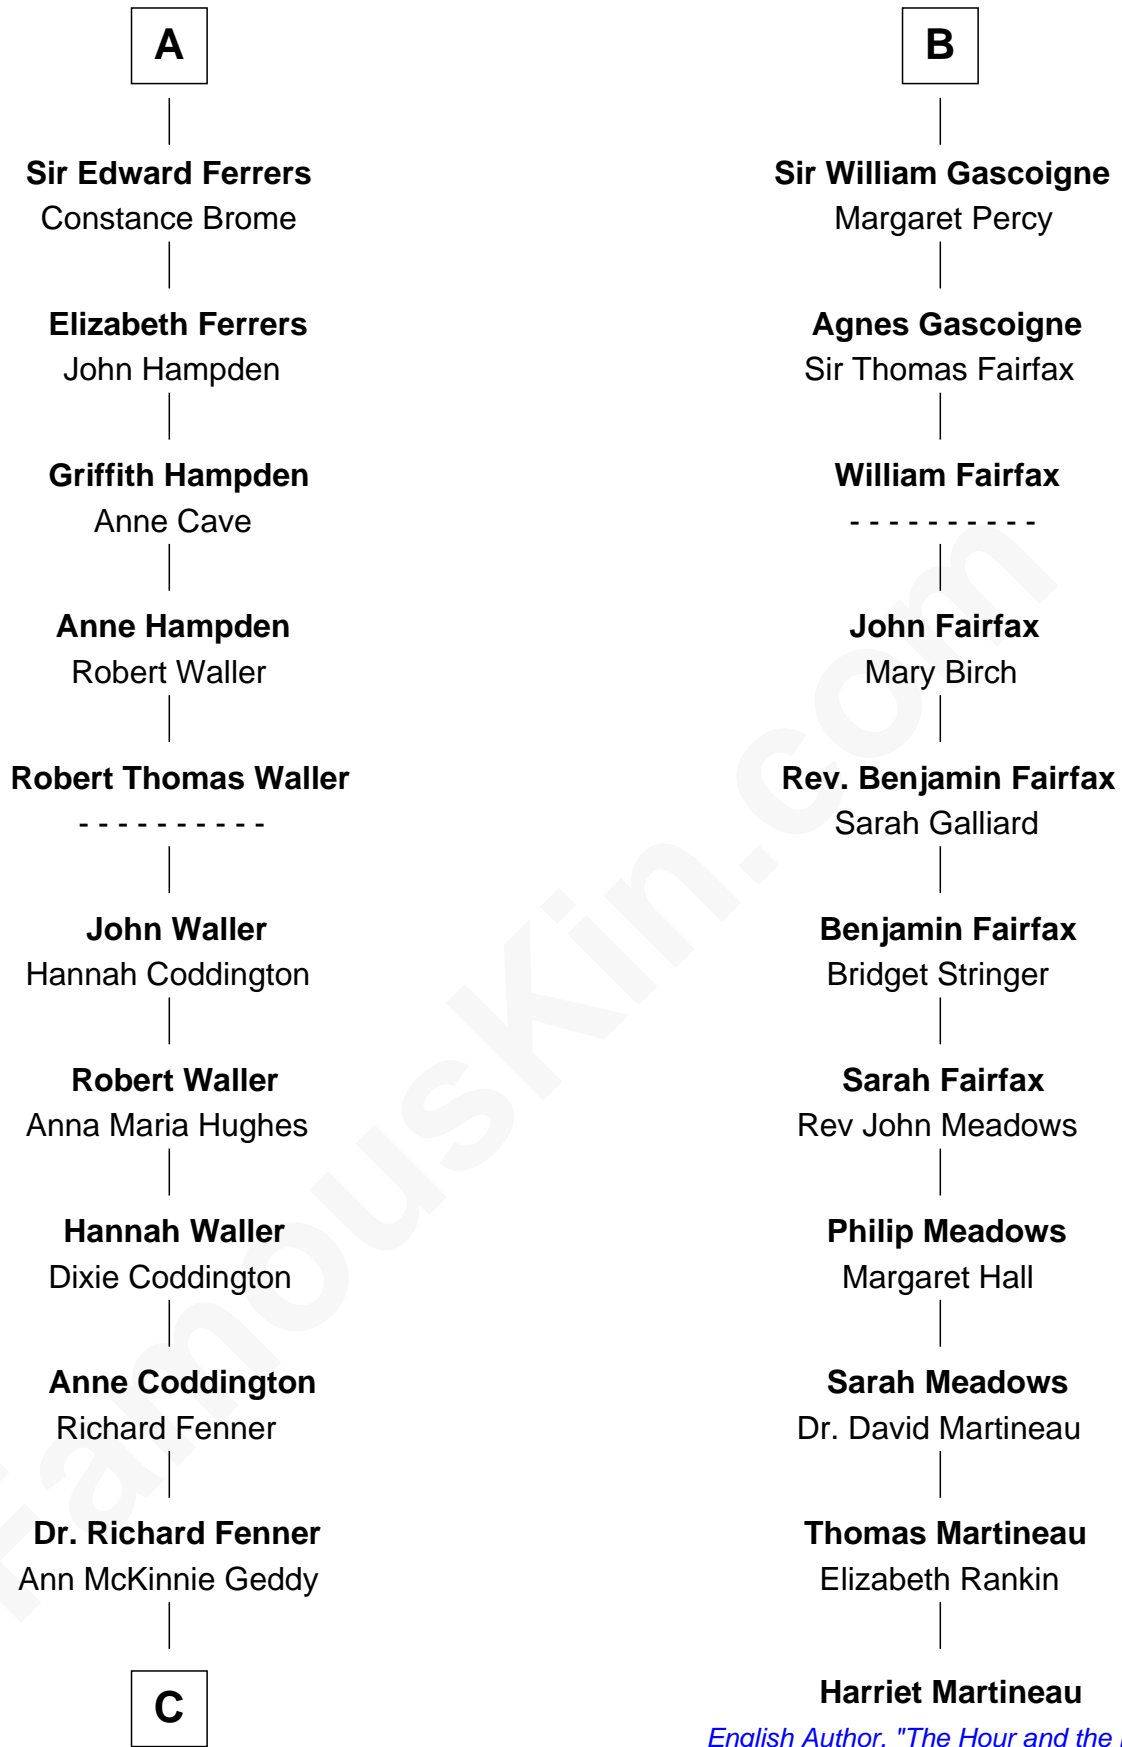 A
Sir Edward Ferrers
Constance Brome
Elizabeth Ferrers
John Hampden
Griffith Hampden
Anne Cave
Anne Hampden
Robert Waller
Robert Thomas Waller
- - - - - - - - - -
John Waller
Hannah Coddington
Robert Waller
Anna Maria Hughes
Hannah Waller
Dixie Coddington
Anne Coddington
Richard Fenner
Dr. Richard Fenner
Ann McKinnie Geddy
C
B
Sir William Gascoigne
Margaret Percy
Agnes Gascoigne
Sir Thomas Fairfax
William Fairfax
- - - - - - - - - -
John Fairfax
Mary Birch
Rev. Benjamin Fairfax
Sarah Galliard
Benjamin Fairfax
Bridget Stringer
Sarah Fairfax
Rev John Meadows
Philip Meadows
Margaret Hall
Sarah Meadows
Dr. David Martineau
Thomas Martineau
Elizabeth Rankin
Harriet Martineau
English Author, "The Hour and the
FamousKin.com